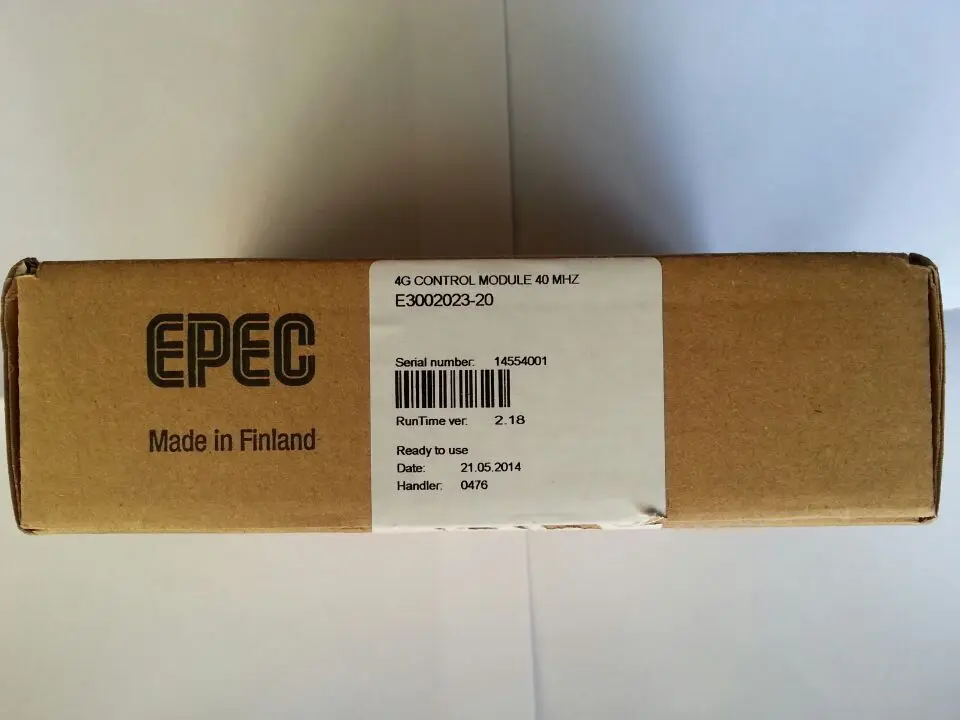 EPEC
Made in Finland
4G CONTROL MODULE 40 MHZ
E3002023-20
Serial number: 14554001
RunTime ver: 2.18
Ready to use
Date: 21.05.2014
Handler: 0476